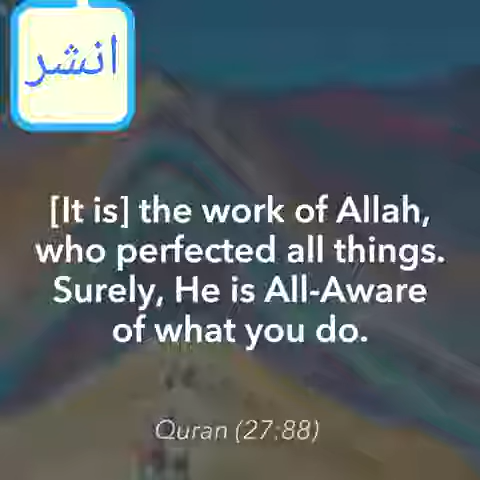 انشر
[It is] the work of Allah,
who perfected all things.
Surely, He is All-Aware
of what you do.
Quran (27:88)